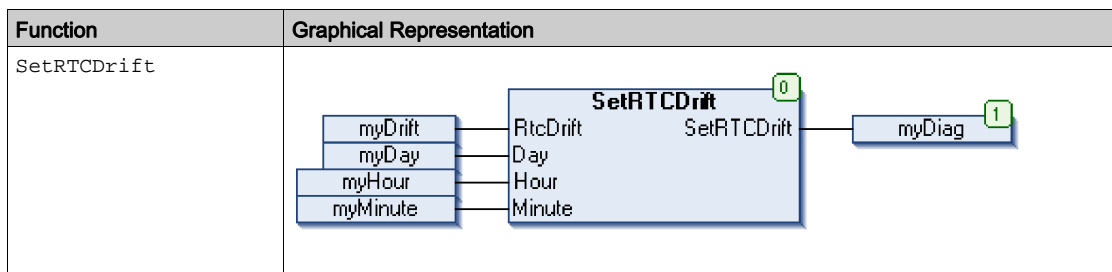 Function Graphical Representation
SetRTCDrift
0
SetRTCDrift
1
myDrift RtcDrift SetRTCDrift myDiag
myDay Day
myHour Hour
myMinute Minute